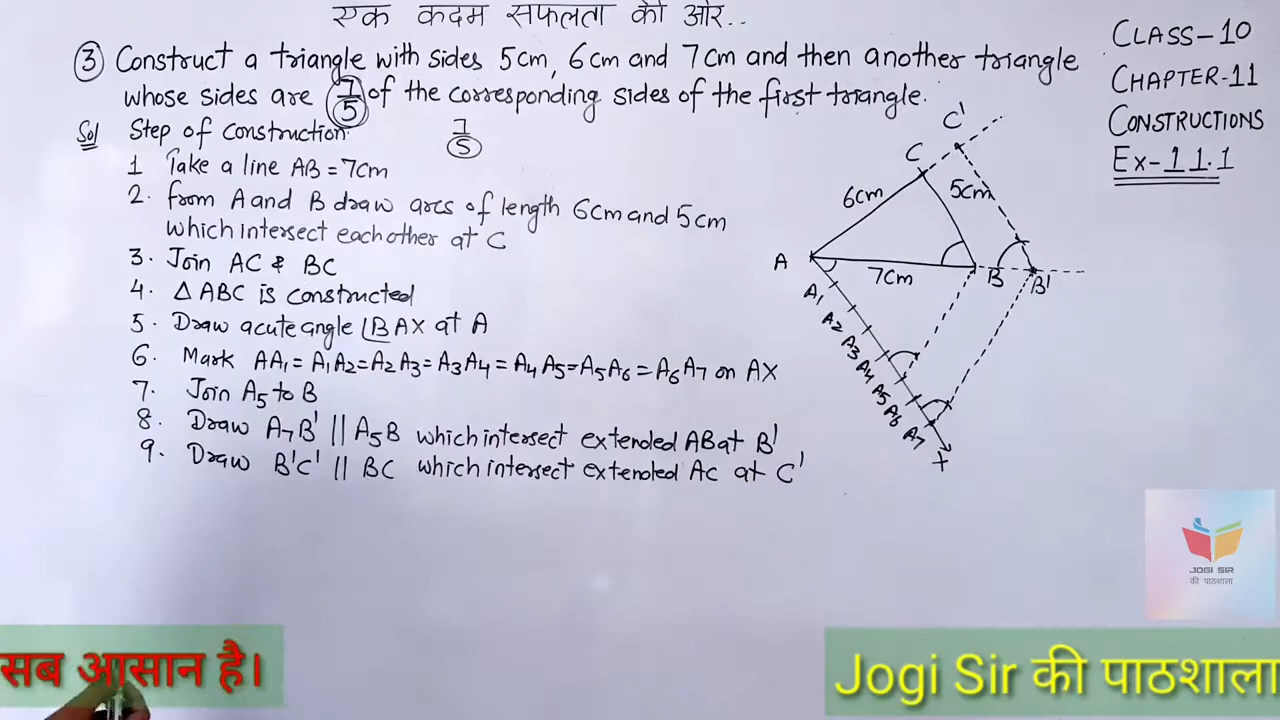 एक कदम सफलता की ओर..
③ Construct a triangle with sides 5cm, 6cm and 7cm and then another triangle
whose sides are 7/5 of the corresponding sides of the first triangle.
Sol Step of construction:
7/5
1 Take a line AB = 7cm
2. from A and B draw arcs of length 6cm and 5cm
which intersect each other at C
3. Join AC & BC
4. △ABC is constructed
5. Draw acute angle ∠BAX at A
6. Mark AA₁ = A₁A₂ = A₂A₃ = A₃A₄ = A₄A₅ = A₅A₆ = A₆A₇ on AX
7. Join A₅ to B
8. Draw A₇B' || A₅B which intersect extended AB at B'
9. Draw B'C' || BC which intersect extended AC at C'
CLASS-10
CHAPTER-11
CONSTRUCTIONS
Ex-11.1
C'
C
6cm
5cm
A
7cm
B
B'
A₁
A₂
A₃
A₄
A₅
A₆
A₇
X
JOGI SIR
की पाठशाला
सब आसान है।
Jogi Sir की पाठशाला